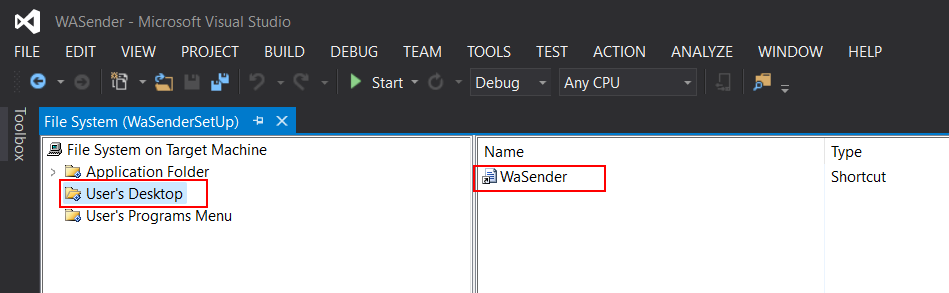 WASender - Microsoft Visual Studio
FILE EDIT VIEW PROJECT BUILD DEBUG TEAM TOOLS TEST ACTION ANALYZE WINDOW HELP
Start Debug Any CPU
Toolbox
File System (WaSenderSetUp)
File System on Target Machine
Application Folder
User's Desktop
User's Programs Menu
Name Type
WaSender Shortcut